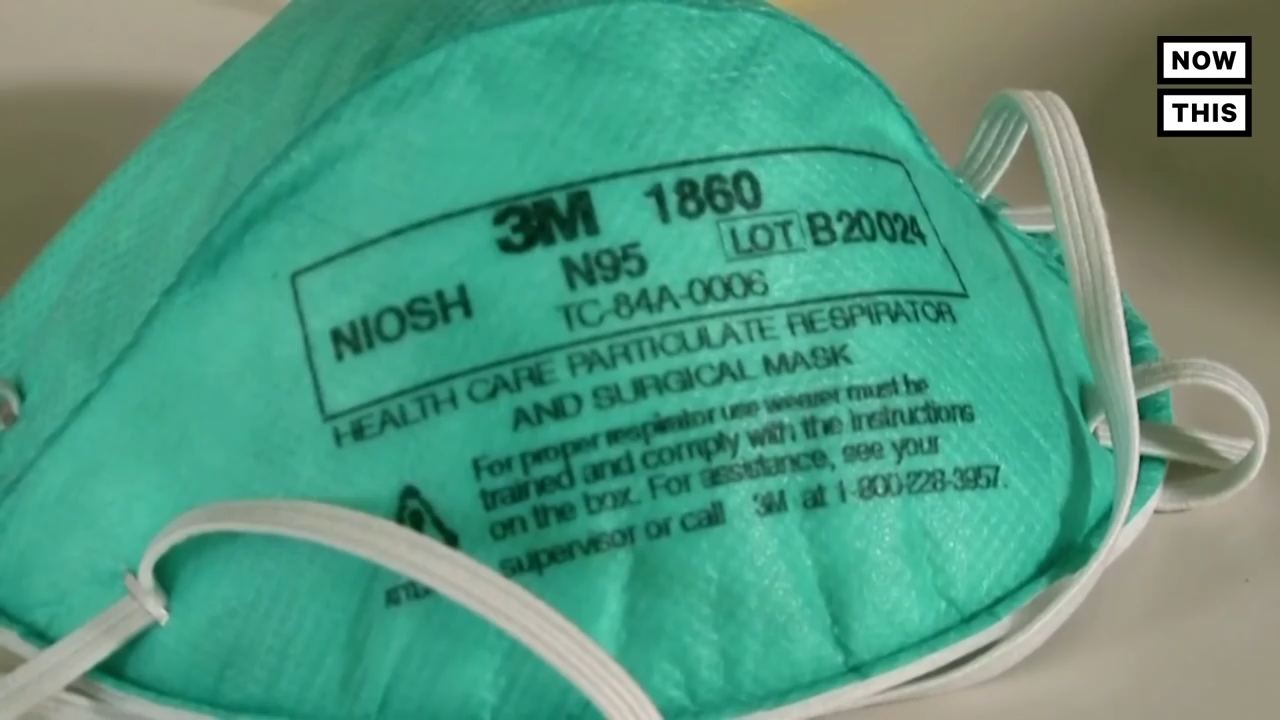 NOW
THIS
3M 1860
N95 LOT B20024
NIOSH TC-84A-0006
HEALTH CARE PARTICULATE RESPIRATOR
AND SURGICAL MASK
For proper respirator use wearer must be
trained and comply with the instructions
on the box. For assistance, see your
supervisor or call 3M at 1-800-228-3957.